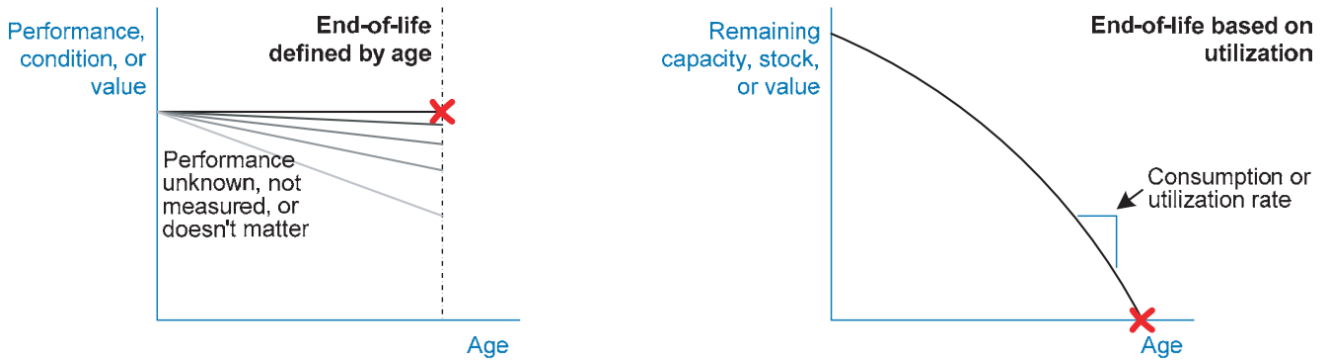 Performance,
condition, or
value
End-of-life
defined by age
Performance
unknown, not
measured, or
doesn't matter
Age
Remaining
capacity, stock,
or value
End-of-life based on
utilization
Consumption or
utilization rate
Age